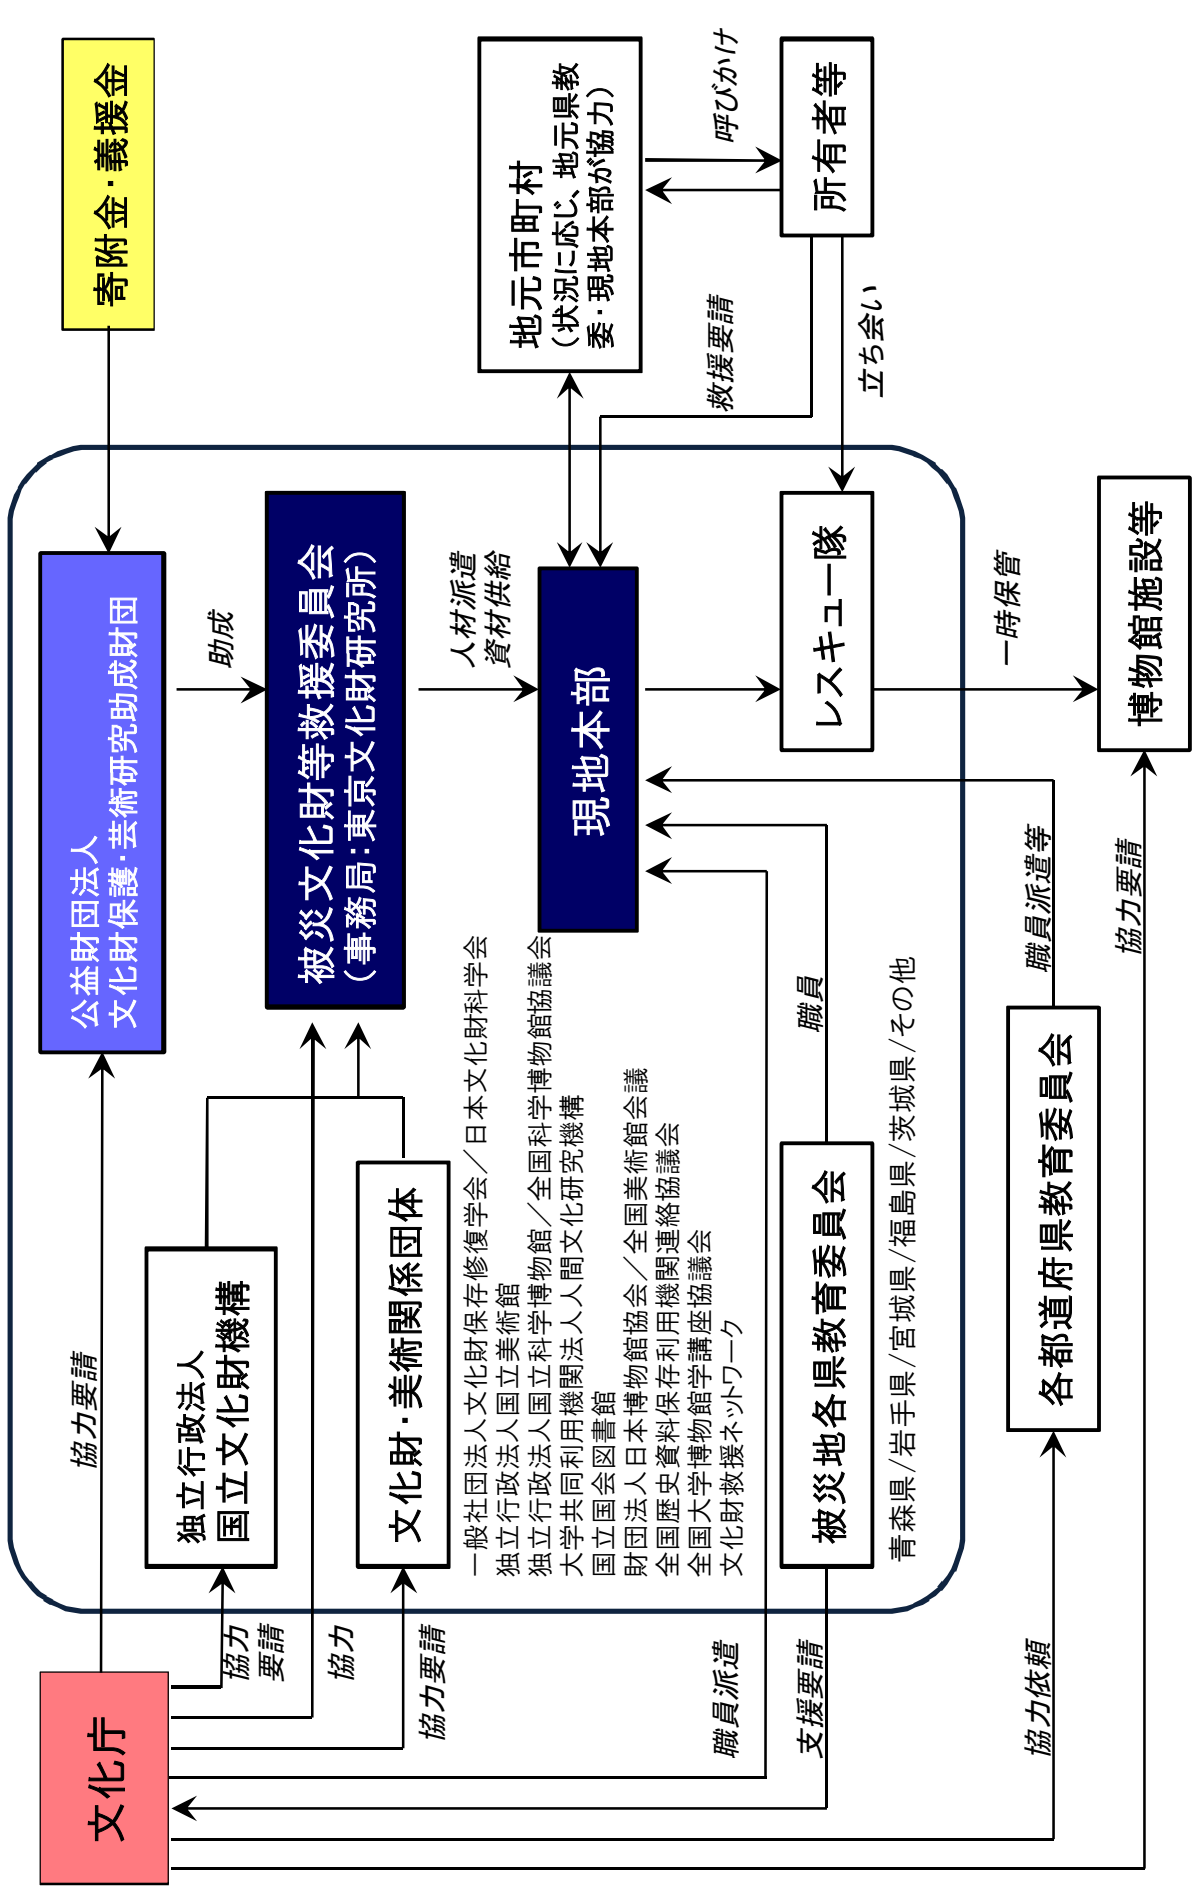 文化庁
寄附金・義援金
公益財団法人
文化財保護・芸術研究助成財団
助成
協力要請
独立行政法人
国立文化財機構
協力
要請
被災文化財等救援委員会
（事務局：東京文化財研究所）
協力
文化財・美術関係団体
協力要請
一般社団法人文化財保存修復学会／日本文化財科学会
独立行政法人国立美術館
独立行政法人国立科学博物館／全国科学博物館協議会
大学共同利用機関法人人間文化研究機構
国立国会図書館
財団法人日本博物館協会／全国美術館会議
全国歴史資料保存利用機関連絡協議会
全国大学博物館学講座協議会
文化財救援ネットワーク
人材派遣
資材供給
現地本部
地元市町村
（状況に応じ、地元県教
委・現地本部が協力）
呼びかけ
救援要請
所有者等
立ち会い
レスキュー隊
職員派遣
職員
支援要請
被災地各県教育委員会
青森県/岩手県/宮城県/福島県/茨城県/その他
一時保管
博物館施設等
職員派遣等
各都道府県教育委員会
協力依頼
協力要請